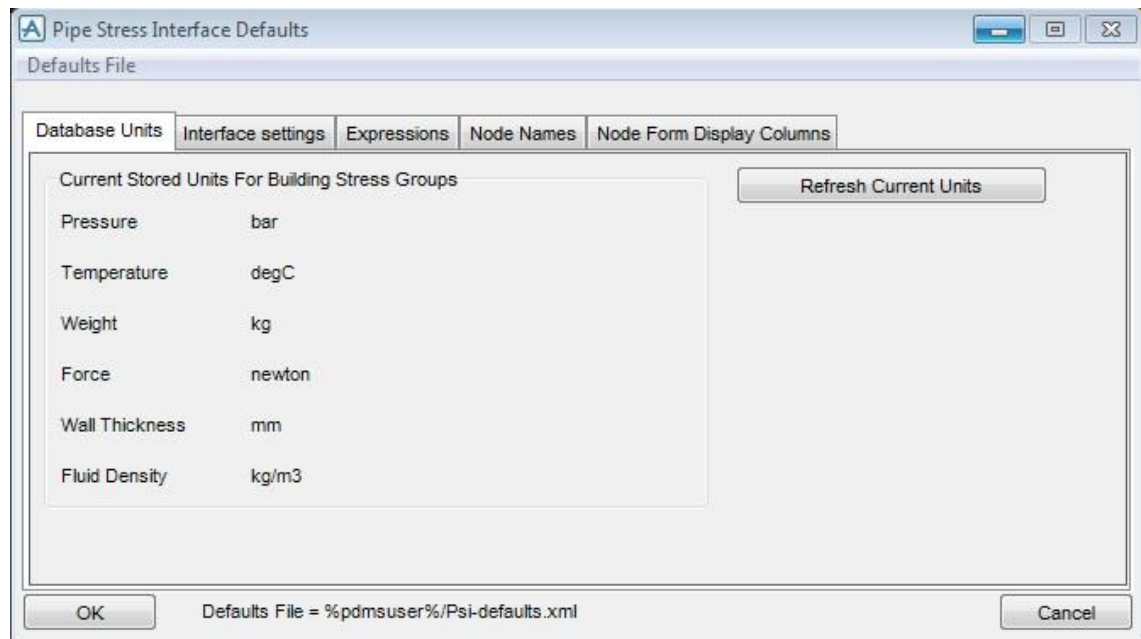 Pipe Stress Interface Defaults
Defaults File
Database Units Interface settings Expressions Node Names Node Form Display Columns
Current Stored Units For Building Stress Groups Refresh Current Units
Pressure bar
Temperature degC
Weight kg
Force newton
Wall Thickness mm
Fluid Density kg/m3
OK Defaults File = %pdmsuser%/Psi-defaults.xml Cancel